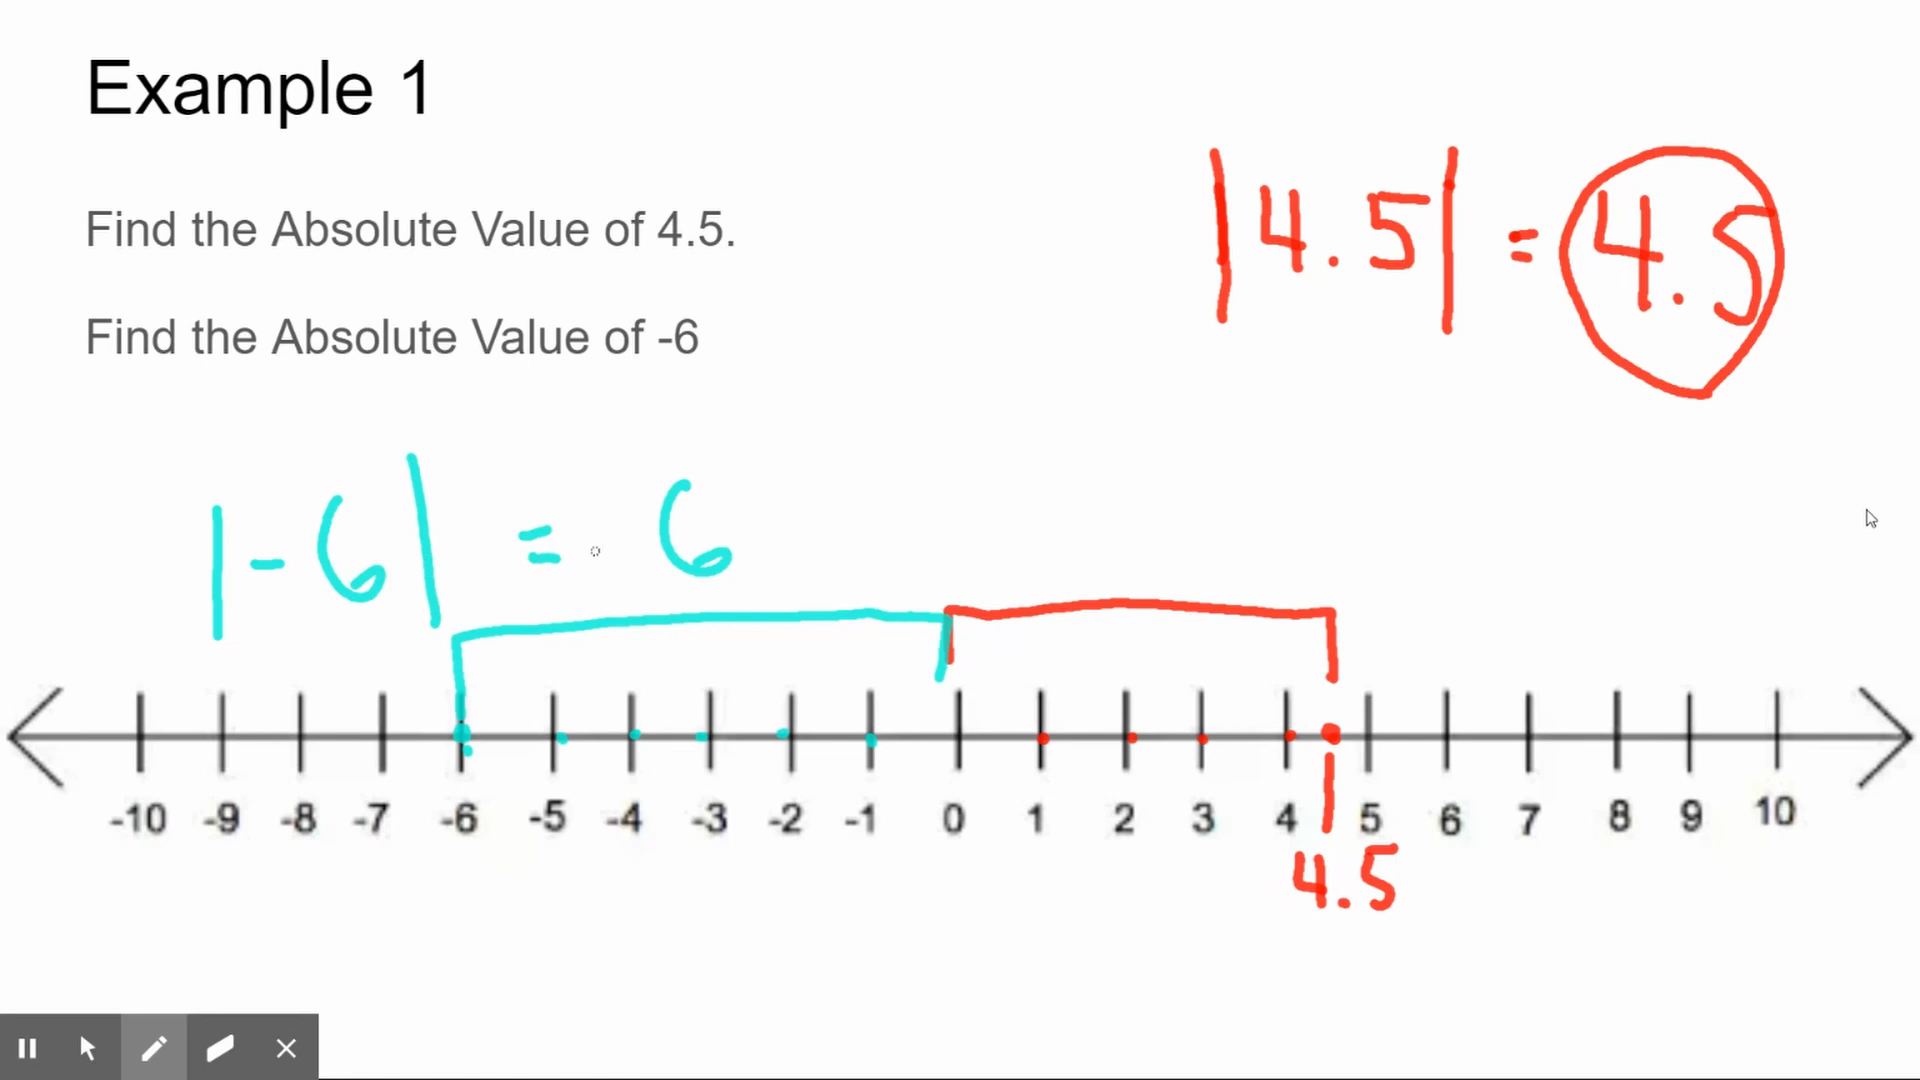 Example 1
Find the Absolute Value of 4.5.
|4.5| = 4.5
Find the Absolute Value of -6
|-6| = 6
-10 -9 -8 -7 -6 -5 -4 -3 -2 -1 0 1 2 3 4 5 6 7 8 9 10
4.5